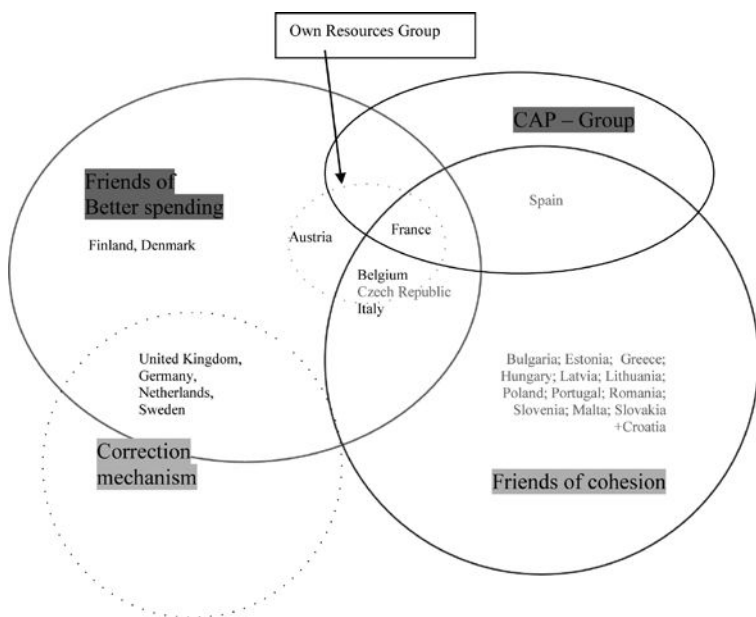 Own Resources Group
CAP – Group
Friends of
Better spending
Spain
Finland, Denmark
Austria
France
Belgium
Czech Republic
Italy
United Kingdom,
Germany,
Netherlands,
Sweden
Bulgaria; Estonia; Greece;
Hungary; Latvia; Lithuania;
Poland; Portugal; Romania;
Slovenia; Malta; Slovakia
+Croatia
Correction
mechanism
Friends of cohesion